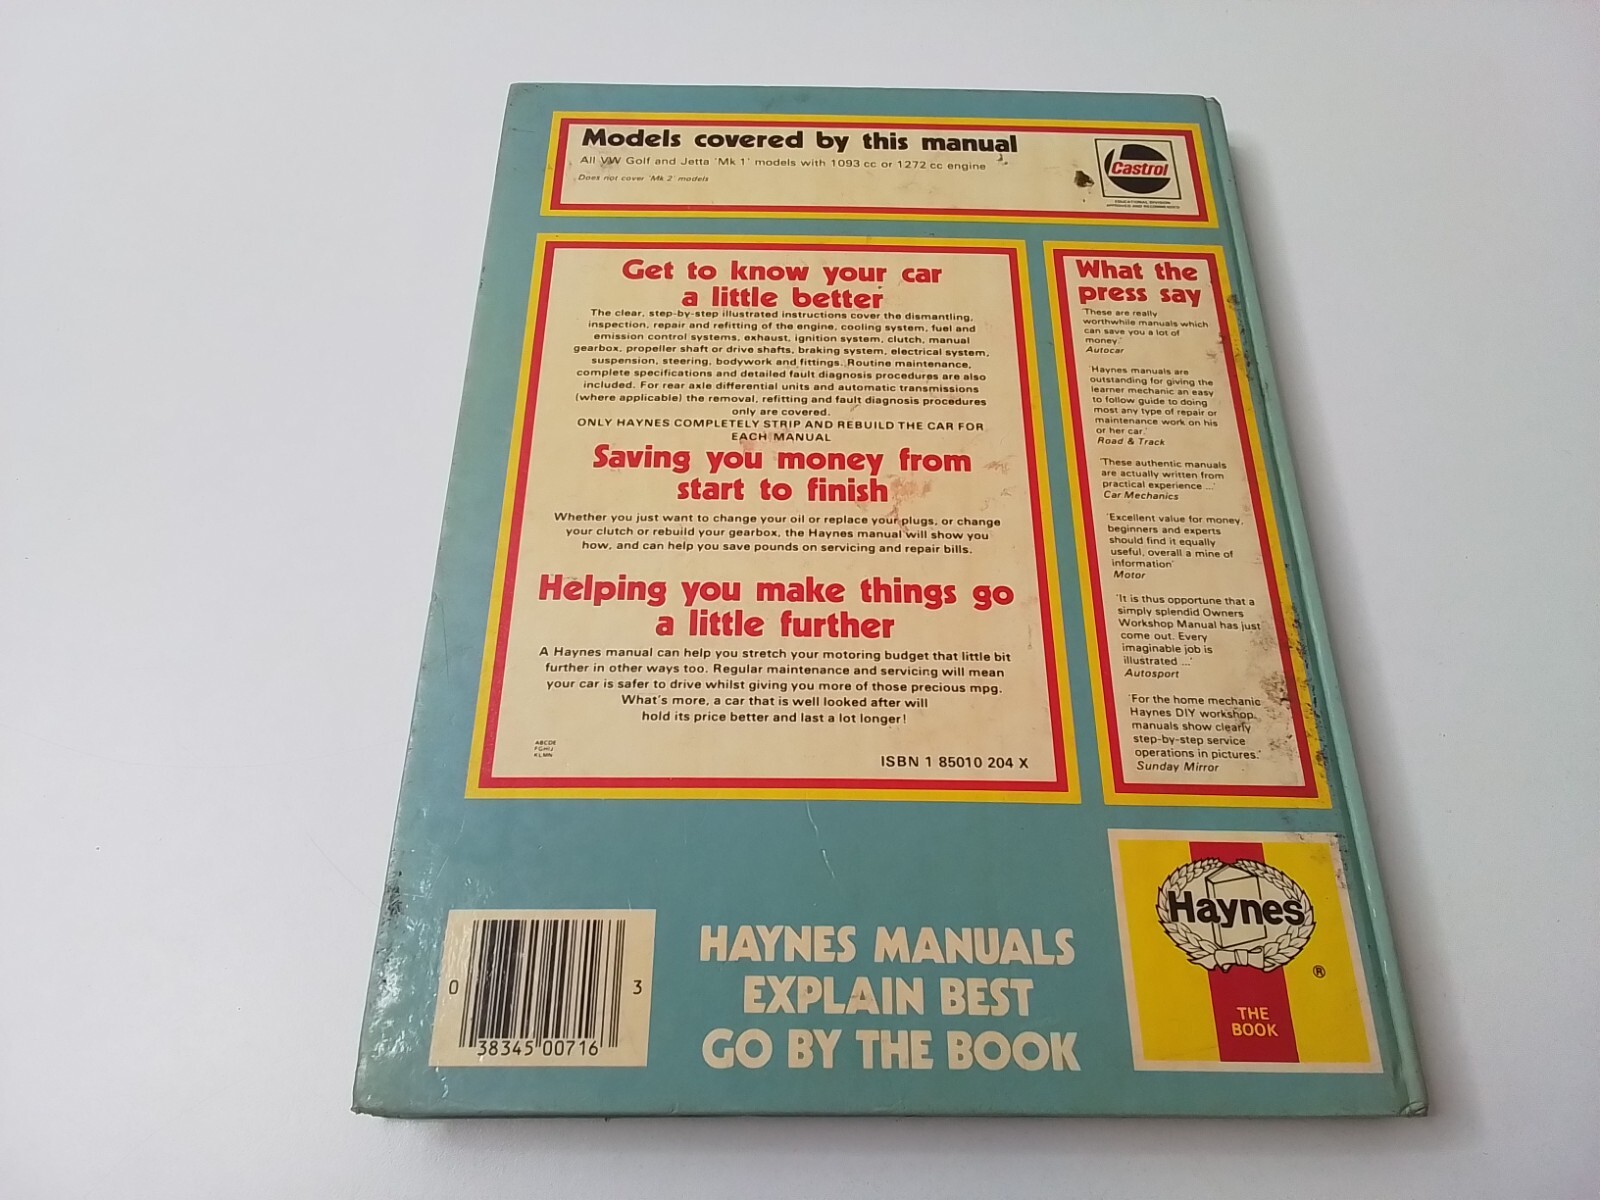 Models covered by this manual
All VW Golf and Jetta 'Mk 1' models with 1093 cc or 1272 cc engine
Does not cover 'Mk 2' models
Castrol
EDUCATIONAL DIVISION
APPROVED AND RECOMMENDED
Get to know your car
a little better
The clear, step-by-step illustrated instructions cover the dismantling,
inspection, repair and refitting of the engine, cooling system, fuel and
emission control systems, exhaust, ignition system, clutch, manual
gearbox, propeller shaft or drive shafts, braking system, electrical system,
suspension, steering, bodywork and fittings. Routine maintenance,
complete specifications and detailed fault diagnosis procedures are also
included. For rear axle differential units and automatic transmissions
(where applicable) the removal, refitting and fault diagnosis procedures
only are covered.
ONLY HAYNES COMPLETELY STRIP AND REBUILD THE CAR FOR
EACH MANUAL
Saving you money from
start to finish
Whether you just want to change your oil or replace your plugs, or change
your clutch or rebuild your gearbox, the Haynes manual will show you
how, and can help you save pounds on servicing and repair bills.
Helping you make things go
a little further
A Haynes manual can help you stretch your motoring budget that little bit
further in other ways too. Regular maintenance and servicing will mean
your car is safer to drive whilst giving you more of those precious mpg.
What's more, a car that is well looked after will
hold its price better and last a lot longer!
ABCDE
FGHIJ
KLMN
ISBN 1 85010 204 X
What the
press say
These are really
worthwhile manuals which
can save you a lot of
money.'
Autocar
'Haynes manuals are
outstanding for giving the
learner mechanic an easy
to follow guide to doing
most any type of repair or
maintenance work on his
or her car.'
Road & Track
'These authentic manuals
are actually written from
practical experience ...'
Car Mechanics
'Excellent value for money,
beginners and experts
should find it equally
useful, overall a mine of
information'
Motor
'It is thus opportune that a
simply splendid Owners
Workshop Manual has just
come out. Every
imaginable job is
illustrated ...'
Autosport
'For the home mechanic
Haynes DIY workshop
manuals show clearly
step-by-step service
operations in pictures.'
Sunday Mirror
0 38345 00716 3
HAYNES MANUALS
EXPLAIN BEST
GO BY THE BOOK
Haynes
®
THE
BOOK